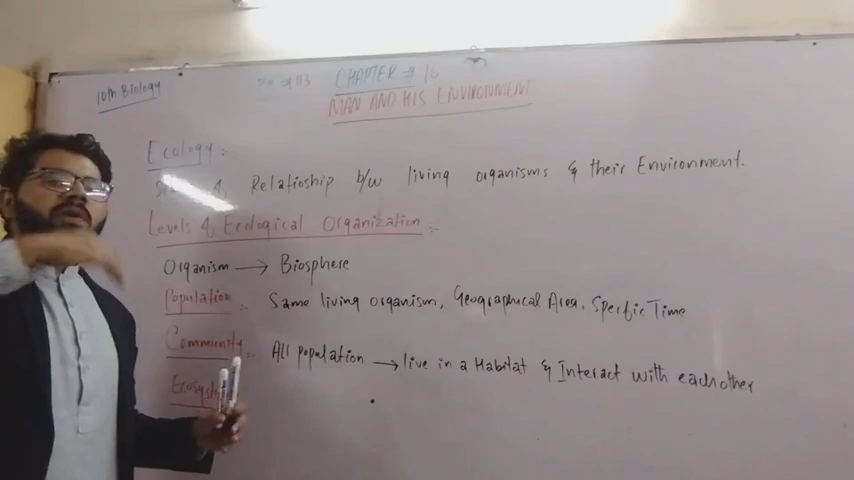 10th Biology
CHAPTER # 16
MAN AND HIS ENVIRONMENT
Ecology :-
Relatioship b/w living organisms & their Environment.
Levels of Ecological Organization :-
Organism → Biosphere
Population :- Same living organism, Geographical Area, Specific Time
Community :- All population → live in a Habitat & Interact with eachother